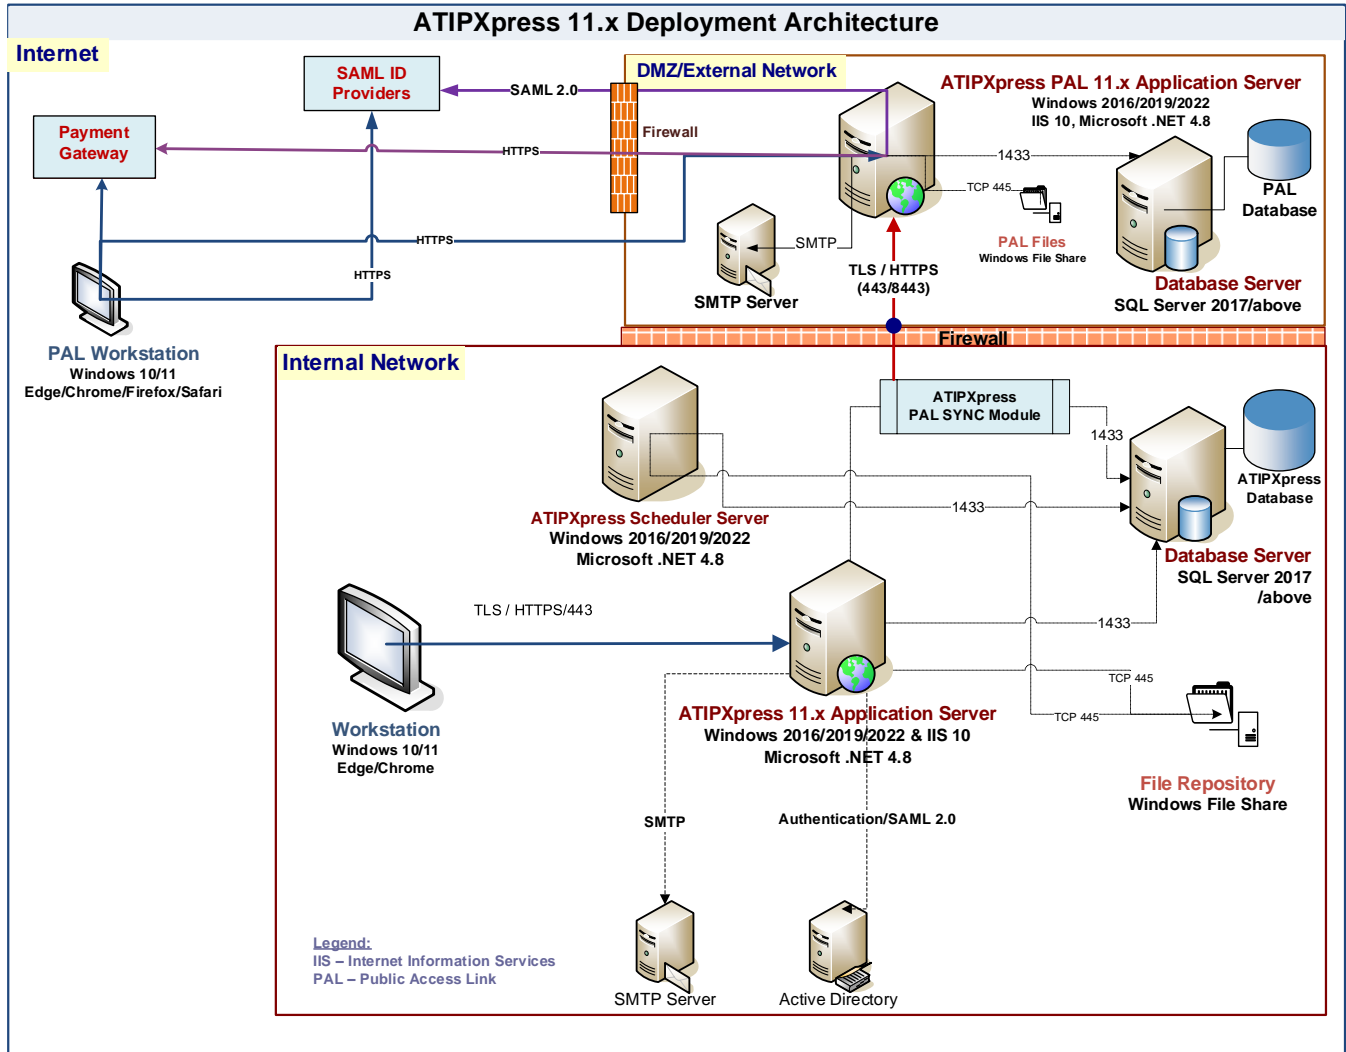 ATIPXpress 11.x Deployment Architecture
Internet
SAML ID
Providers
SAML 2.0
DMZ/External Network
ATIPXpress PAL 11.x Application Server
Windows 2016/2019/2022
IIS 10, Microsoft .NET 4.8
Payment
Gateway
Firewall
HTTPS
1433
TCP 445
PAL
Database
PAL Files
Windows File Share
HTTPS
HTTPS
SMTP
SMTP Server
TLS / HTTPS
(443/8443)
Database Server
SQL Server 2017/above
PAL Workstation
Windows 10/11
Edge/Chrome/Firefox/Safari
Firewall
Internal Network
ATIPXpress
PAL SYNC Module
1433
ATIPXpress
Database
1433
ATIPXpress Scheduler Server
Windows 2016/2019/2022
Microsoft .NET 4.8
Database Server
SQL Server 2017
/above
TLS / HTTPS/443
1433
TCP 445
TCP 445
Workstation
Windows 10/11
Edge/Chrome
ATIPXpress 11.x Application Server
Windows 2016/2019/2022 & IIS 10
Microsoft .NET 4.8
File Repository
Windows File Share
SMTP
Authentication/SAML 2.0
Legend:
IIS – Internet Information Services
PAL – Public Access Link
SMTP Server
Active Directory